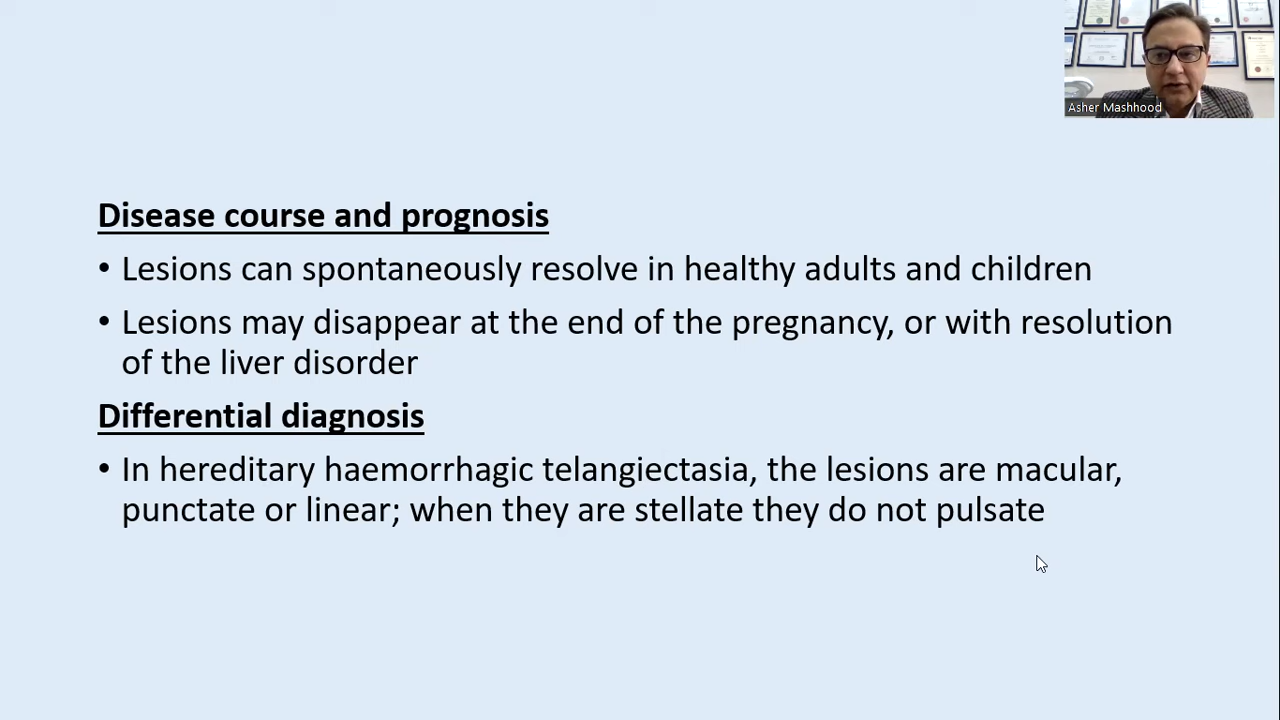 Asher Mashhood
Disease course and prognosis
• Lesions can spontaneously resolve in healthy adults and children
• Lesions may disappear at the end of the pregnancy, or with resolution
of the liver disorder
Differential diagnosis
• In hereditary haemorrhagic telangiectasia, the lesions are macular,
punctate or linear; when they are stellate they do not pulsate